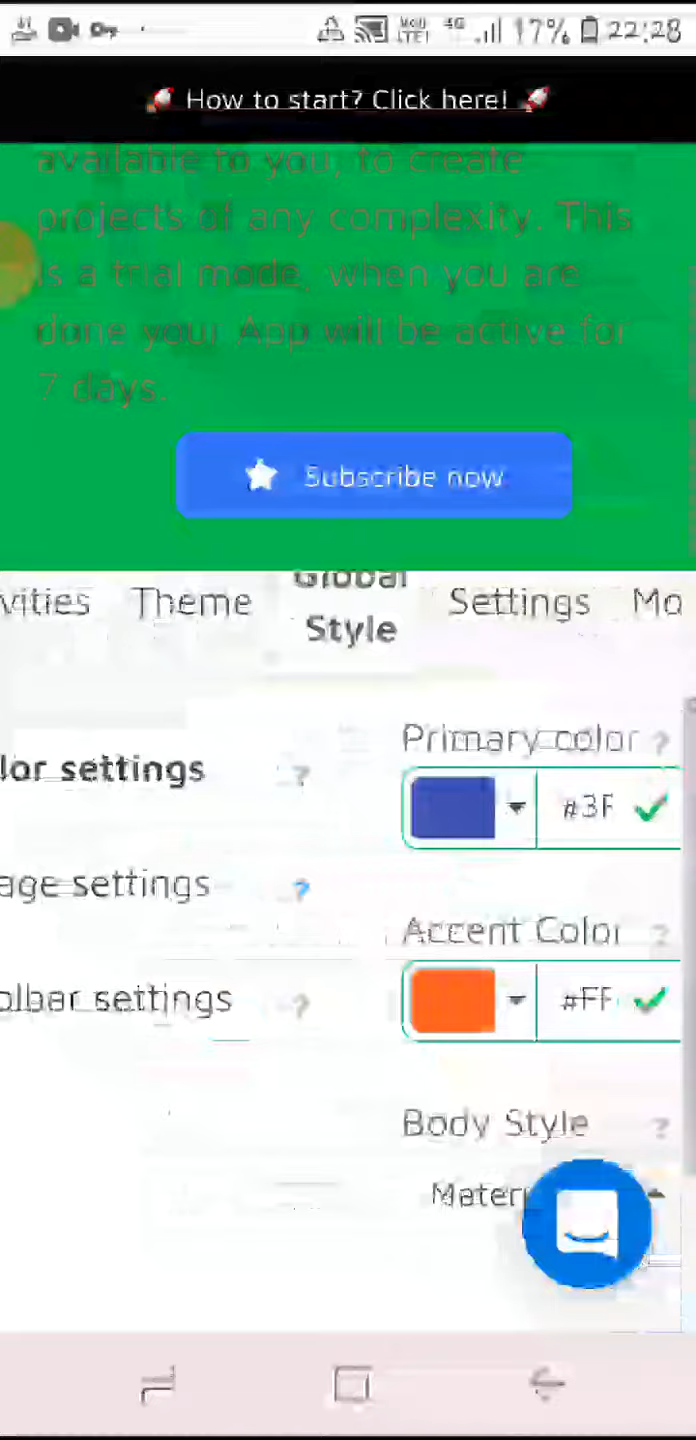 17% 22:28
How to start? Click here!
available to you, to create
projects of any complexity. This
is a trial mode, when you are
done your App will be active for
7 days.
Subscribe now
vities Theme Global Style Settings Mo
Primary color ?
lor settings ?
#3F
age settings ?
Accent Color ?
olbar settings ?
#FF
Body Style ?
Materi